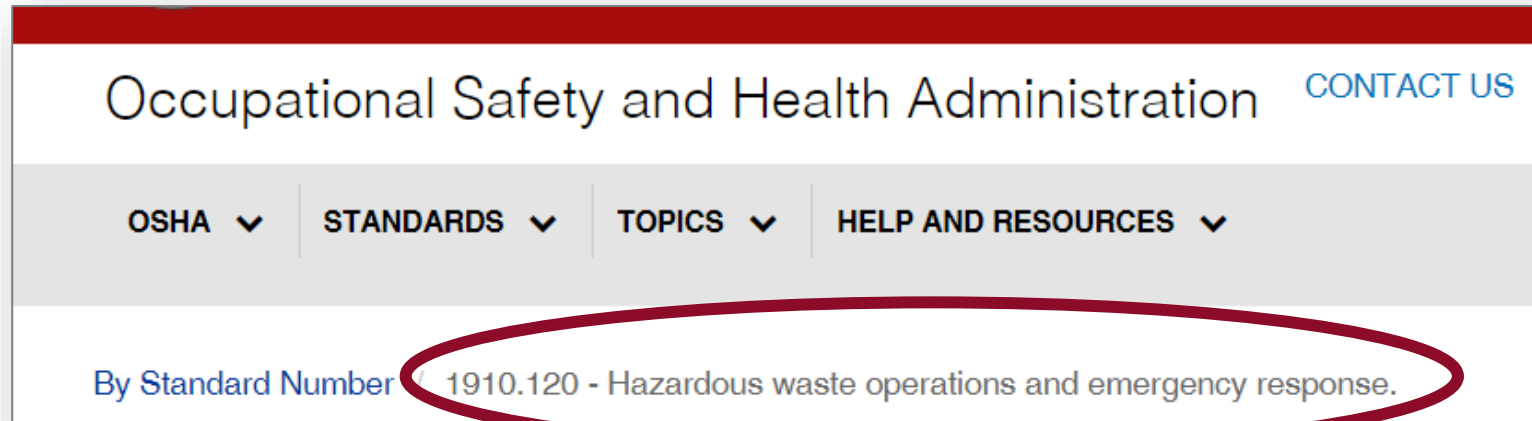 Occupational Safety and Health Administration CONTACT US
OSHA STANDARDS TOPICS HELP AND RESOURCES
By Standard Number / 1910.120 - Hazardous waste operations and emergency response.